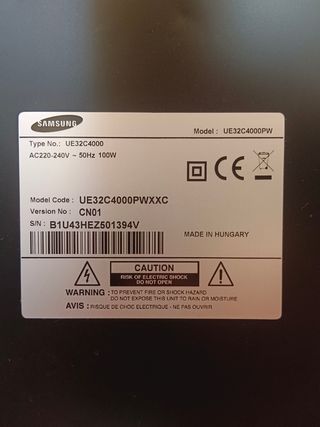 SAMSUNG
Model : UE32C4000PW
Type No.: UE32C4000
AC220-240V ~ 50Hz 100W
Model Code : UE32C4000PWXXC
Version No : CN01
S/N : B1U43HEZ501394V
MADE IN HUNGARY
CAUTION
RISK OF ELECTRIC SHOCK
DO NOT OPEN
WARNING : TO PREVENT FIRE OR SHOCK HAZARD,
DO NOT EXPOSE THIS UNIT TO RAIN OR MOISTURE
AVIS : RISQUE DE CHOC ELECTRIQUE - NE PAS OUVRIR